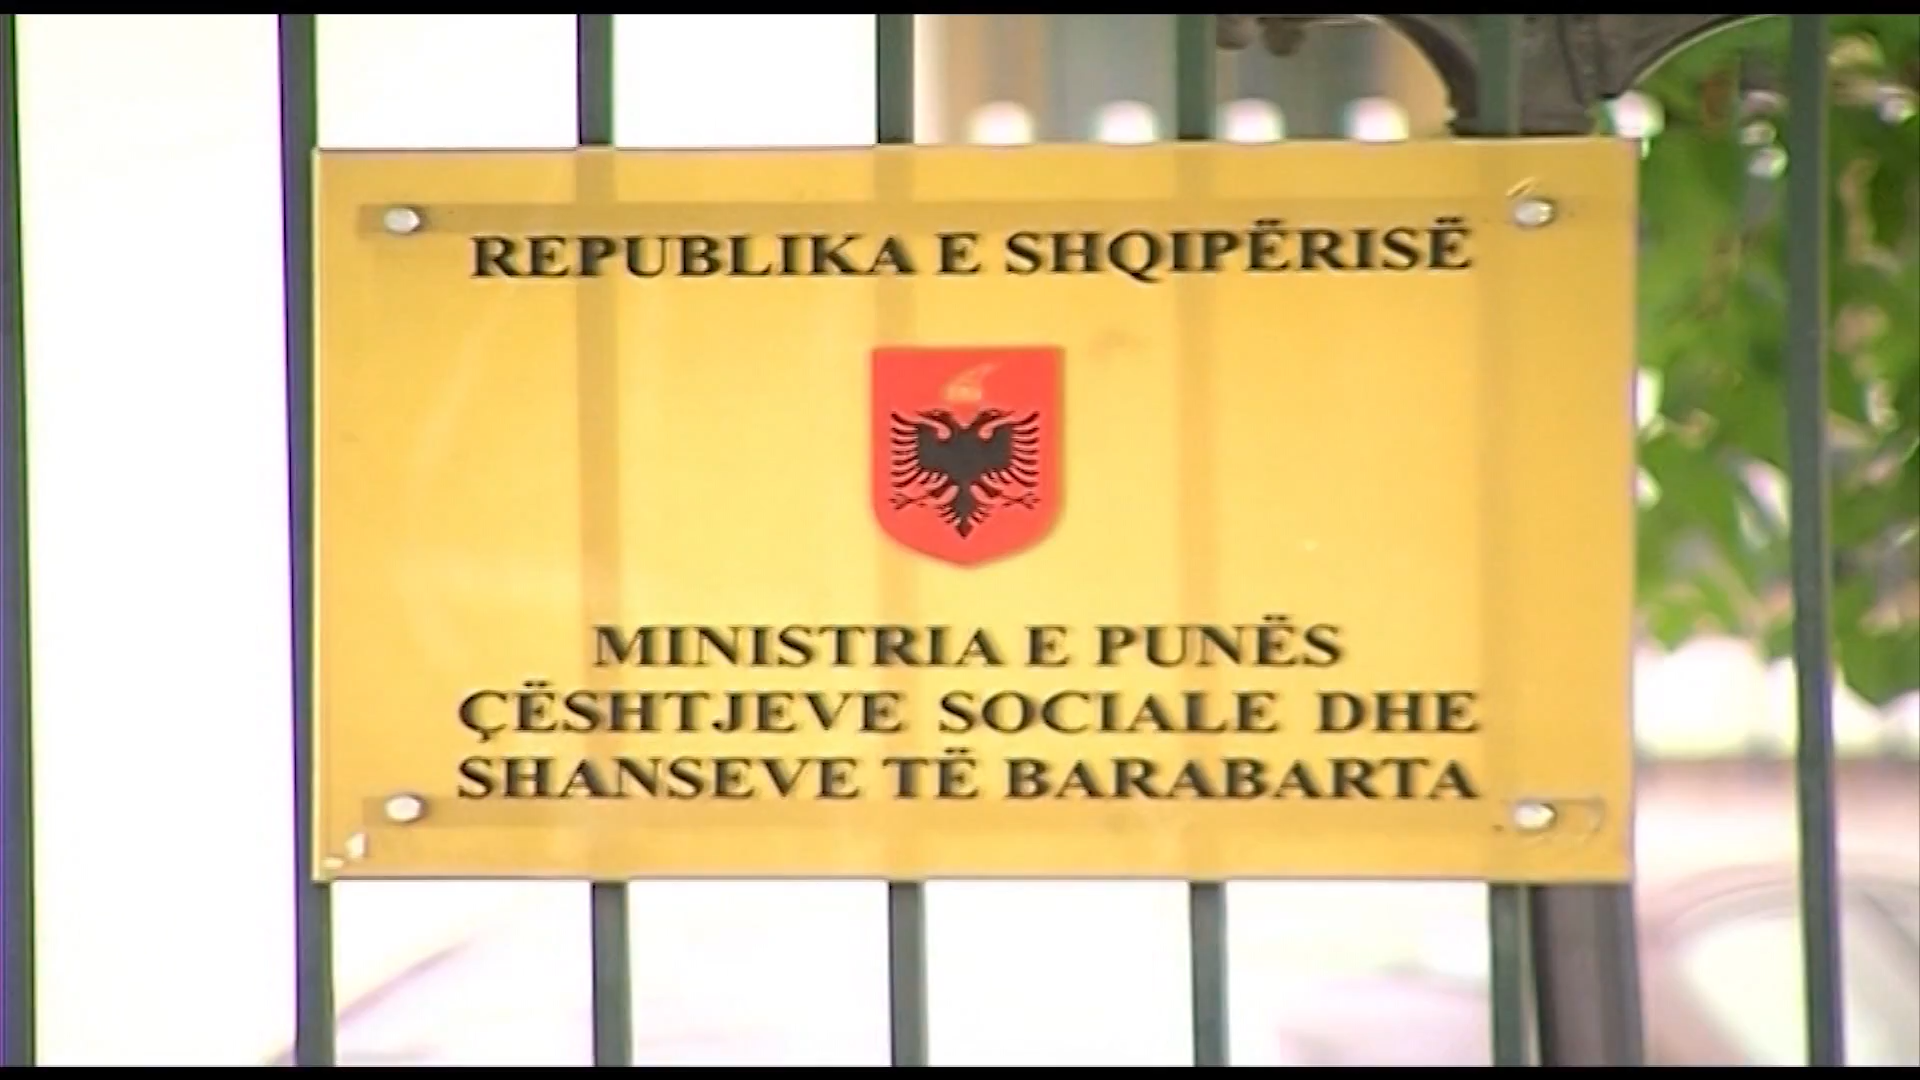 REPUBLIKA E SHQIPËRISË
MINISTRIA E PUNËS
ÇËSHTJEVE SOCIALE DHE
SHANSEVE TË BARABARTA